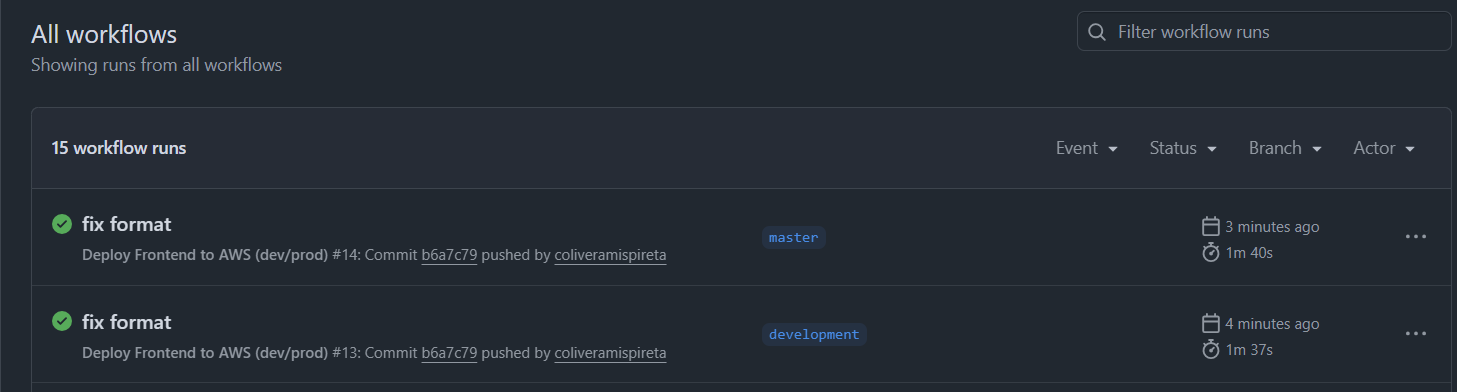 All workflows
Filter workflow runs
Showing runs from all workflows
15 workflow runs
Event
Status
Branch
Actor
fix format
Deploy Frontend to AWS (dev/prod) #14: Commit b6a7c79 pushed by coliveramispireta
master
3 minutes ago
1m 40s
fix format
Deploy Frontend to AWS (dev/prod) #13: Commit b6a7c79 pushed by coliveramispireta
development
4 minutes ago
1m 37s